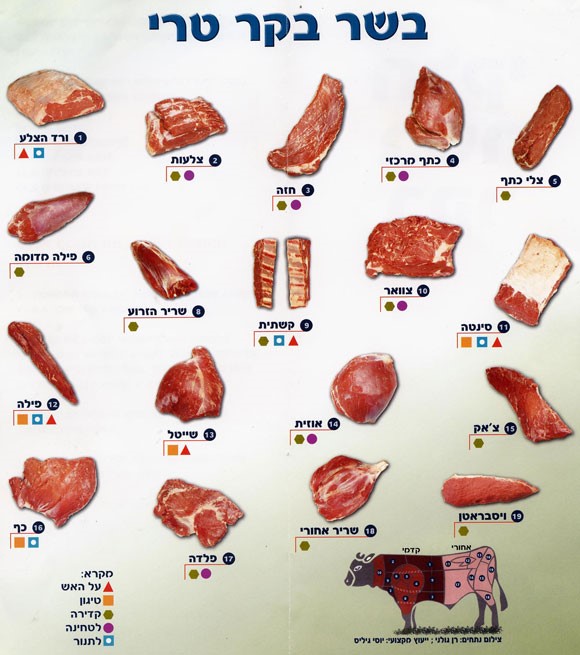 בשר בקר טרי
1 ורד הצלע
2 צלעות
3 חזה
4 כתף מרכזי
5 צלי כתף
6 פילה מדומה
8 שריר הזרוע
9 קשתית
10 צוואר
11 סינטה
12 פילה
13 שייטל
14 אוזית
15 צ'אק
16 כף
17 פלדה
18 שריר אחורי
19 ויסבראטן
קדמי
אחורי
מקרא:
על האש
טיגון
קדירה
לטחינה
לתנור
צילום נתחים: רן גולני ; ייעוץ מקצועי: יוסי גיליס